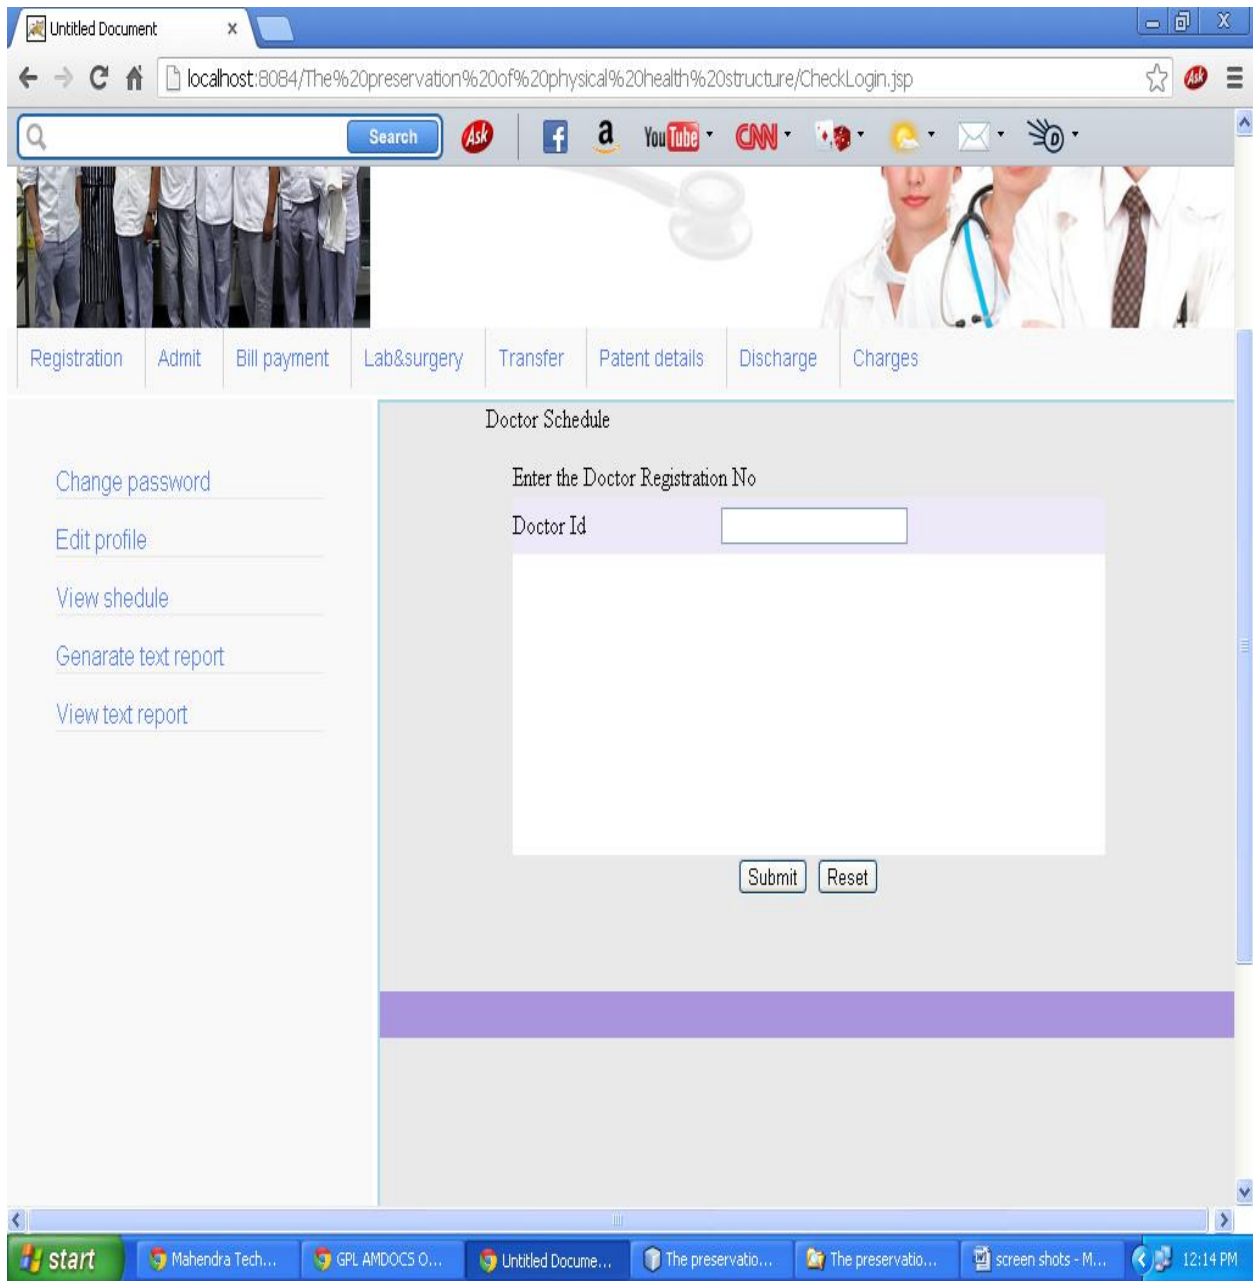 Untitled Document
localhost:8084/The%20preservation%20of%20physical%20health%20structure/CheckLogin.jsp
Ask
Search Ask f a YouTube CNN D
Registration Admit Bill payment Lab&surgery Transfer Patent details Discharge Charges
Doctor Schedule
Change password
Edit profile
View shedule
Genarate text report
View text report
Enter the Doctor Registration No
Doctor Id
Submit Reset
start Mahendra Tech... GPL AMDOCS O... Untitled Docume... The preservatio... The preservatio... screen shots - M... 12:14 PM